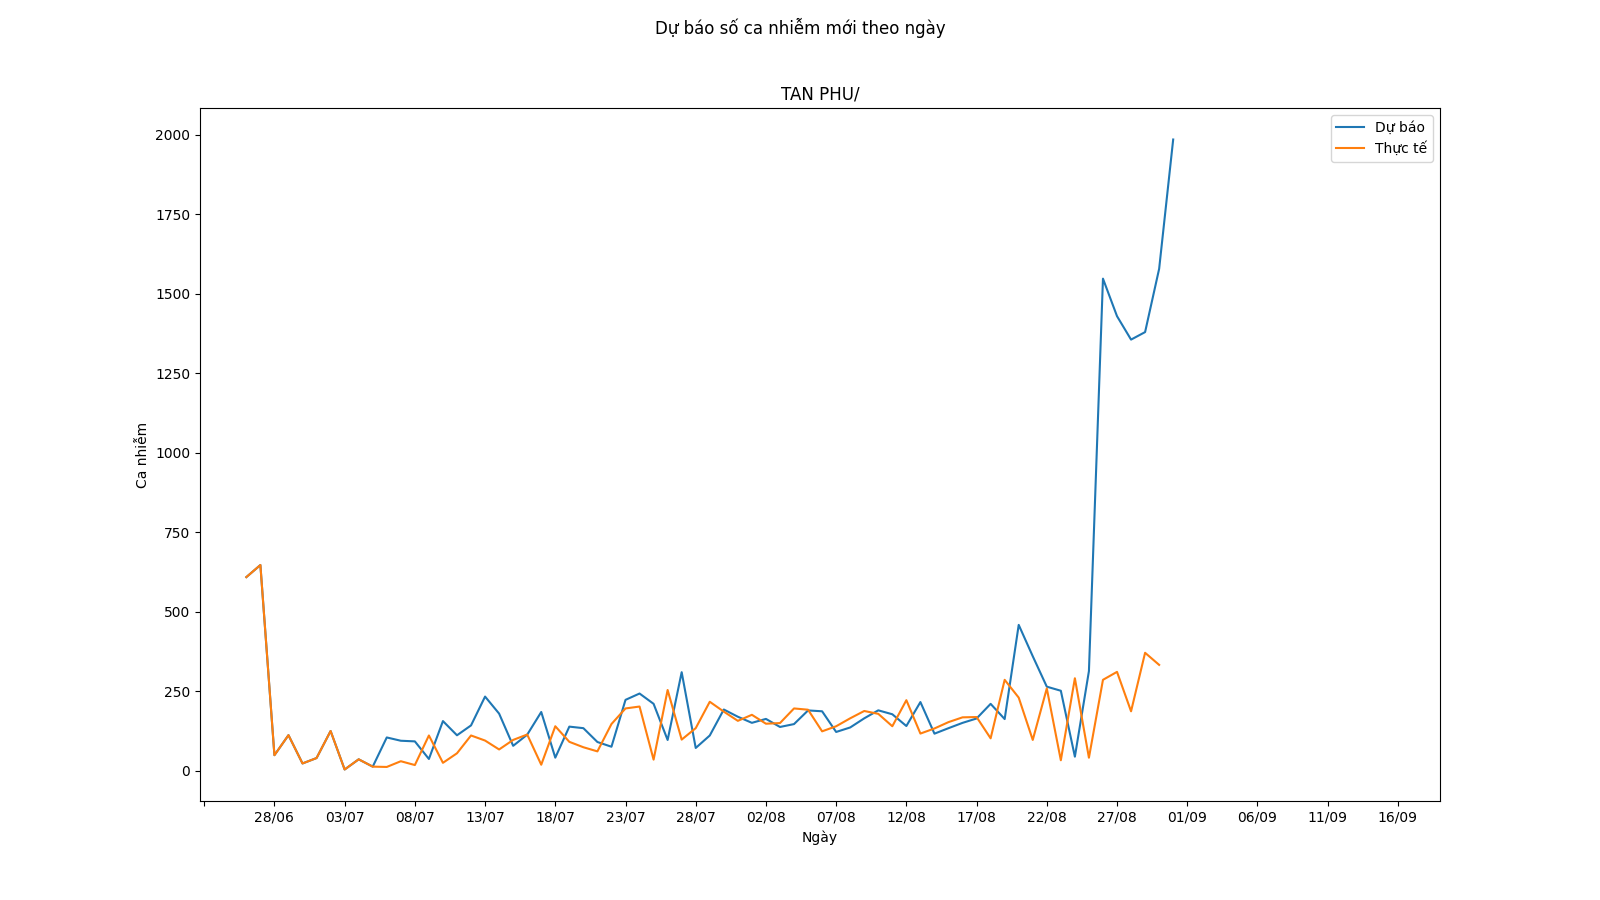 Dự báo số ca nhiễm mới theo ngày
TAN PHU/
Dự báo
Thực tế
2000
1750
1500
1250
1000
750
500
250
0
Ca nhiễm
28/06 03/07 08/07 13/07 18/07 23/07 28/07 02/08 07/08 12/08 17/08 22/08 27/08 01/09 06/09 11/09 16/09
Ngày